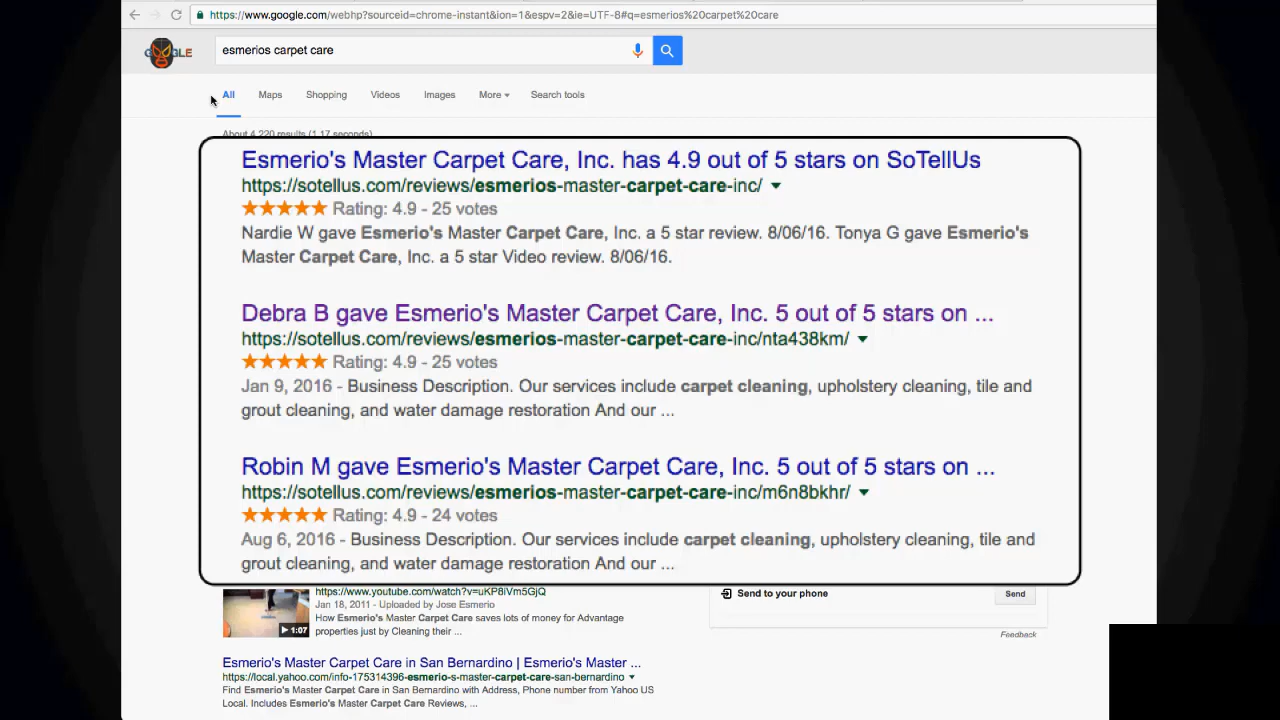 https://www.google.com/webhp?sourceid=chrome-instant&ion=1&espv=2&ie=UTF-8#q=esmerios%20carpet%20care
esmerios carpet care
All Maps Shopping Videos Images More Search tools
About 4,220 results (1.17 seconds)
Esmerio's Master Carpet Care, Inc. has 4.9 out of 5 stars on SoTellUs
https://sotellus.com/reviews/esmerios-master-carpet-care-inc/
Rating: 4.9 - 25 votes
Nardie W gave Esmerio's Master Carpet Care, Inc. a 5 star review. 8/06/16. Tonya G gave Esmerio's
Master Carpet Care, Inc. a 5 star Video review. 8/06/16.
Debra B gave Esmerio's Master Carpet Care, Inc. 5 out of 5 stars on ...
https://sotellus.com/reviews/esmerios-master-carpet-care-inc/nta438km/
Rating: 4.9 - 25 votes
Jan 9, 2016 - Business Description. Our services include carpet cleaning, upholstery cleaning, tile and
grout cleaning, and water damage restoration And our ...
Robin M gave Esmerio's Master Carpet Care, Inc. 5 out of 5 stars on ...
https://sotellus.com/reviews/esmerios-master-carpet-care-inc/m6n8bkhr/
Rating: 4.9 - 24 votes
Aug 6, 2016 - Business Description. Our services include carpet cleaning, upholstery cleaning, tile and
grout cleaning, and water damage restoration And our ...
https://www.youtube.com/watch?v=uKP8iVm5GjQ
Jan 18, 2011 - Uploaded by Jose Esmerio
How Esmerio's Master Carpet Care saves lots of money for Advantage
properties just by Cleaning their ...
1:07
Send to your phone Send
Feedback
Esmerio's Master Carpet Care in San Bernardino | Esmerio's Master ...
https://local.yahoo.com/info-175314396-esmerio-s-master-carpet-care-san-bernardino
Find Esmerio's Master Carpet Care in San Bernardino with Address, Phone number from Yahoo US
Local. Includes Esmerio's Master Carpet Care Reviews, ...